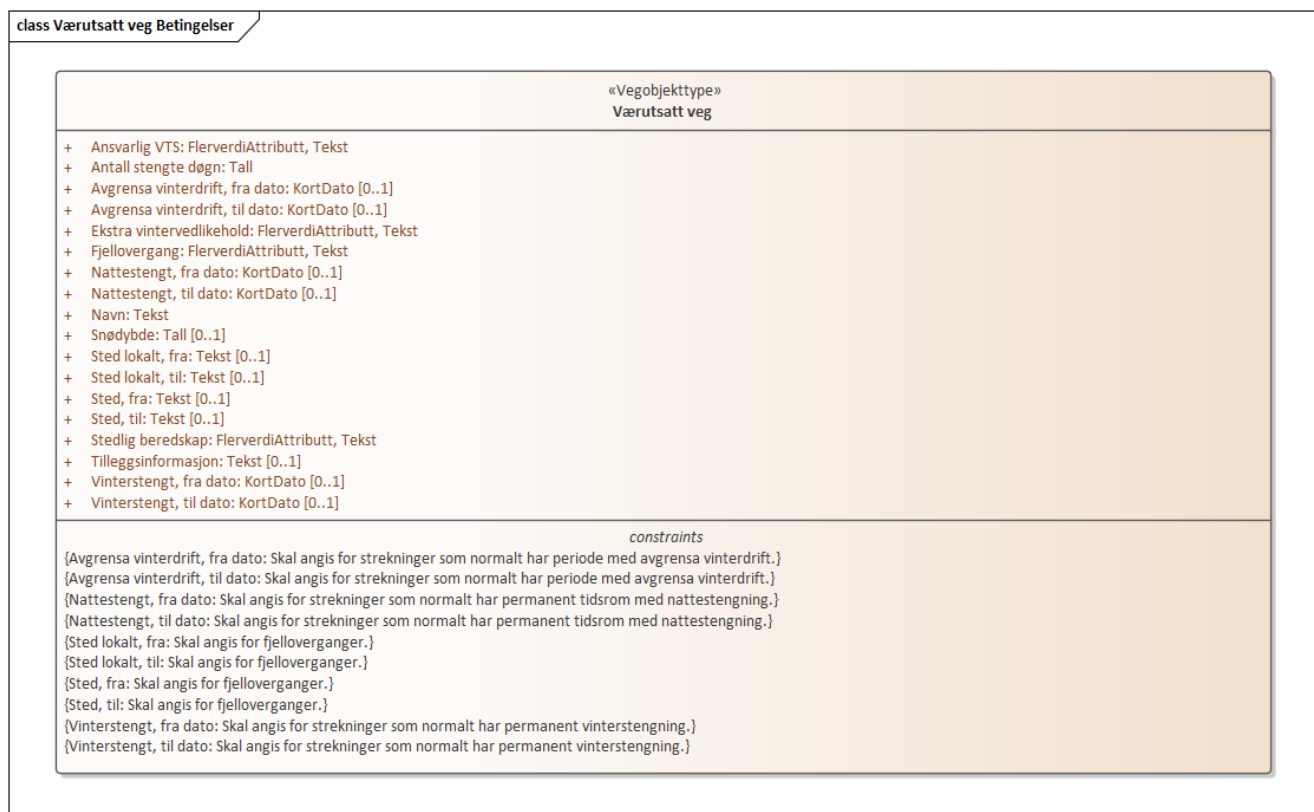 class Værutsatt veg Betingelser
«Vegobjekttype»
Værutsatt veg
+ Ansvarlig VTS: FlerverdiAttributt, Tekst
+ Antall stengte døgn: Tall
+ Avgrensa vinterdrift, fra dato: KortDato [0..1]
+ Avgrensa vinterdrift, til dato: KortDato [0..1]
+ Ekstra vintervedlikehold: FlerverdiAttributt, Tekst
+ Fjellovergang: FlerverdiAttributt, Tekst
+ Nattestengt, fra dato: KortDato [0..1]
+ Nattestengt, til dato: KortDato [0..1]
+ Navn: Tekst
+ Snødybde: Tall [0..1]
+ Sted lokalt, fra: Tekst [0..1]
+ Sted lokalt, til: Tekst [0..1]
+ Sted, fra: Tekst [0..1]
+ Sted, til: Tekst [0..1]
+ Stedlig beredskap: FlerverdiAttributt, Tekst
+ Tilleggsinformasjon: Tekst [0..1]
+ Vinterstengt, fra dato: KortDato [0..1]
+ Vinterstengt, til dato: KortDato [0..1]
constraints
{Avgrensa vinterdrift, fra dato: Skal angis for strekninger som normalt har periode med avgrensa vinterdrift.}
{Avgrensa vinterdrift, til dato: Skal angis for strekninger som normalt har periode med avgrensa vinterdrift.}
{Nattestengt, fra dato: Skal angis for strekninger som normalt har permanent tidsrom med nattestengning.}
{Nattestengt, til dato: Skal angis for strekninger som normalt har permanent tidsrom med nattestengning.}
{Sted lokalt, fra: Skal angis for fjelloverganger.}
{Sted lokalt, til: Skal angis for fjelloverganger.}
{Sted, fra: Skal angis for fjelloverganger.}
{Sted, til: Skal angis for fjelloverganger.}
{Vinterstengt, fra dato: Skal angis for strekninger som normalt har permanent vinterstengning.}
{Vinterstengt, til dato: Skal angis for strekninger som normalt har permanent vinterstengning.}